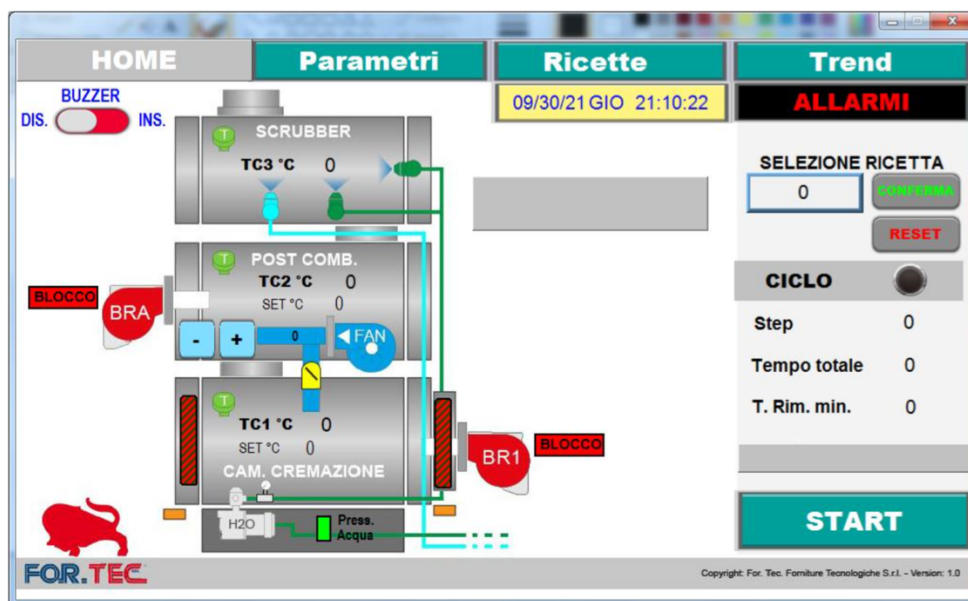 HOME
Parametri
Ricette
Trend
BUZZER
DIS.
INS.
09/30/21 GIO 21:10:22
ALLARMI
T
SCRUBBER
TC3 °C 0
SELEZIONE RICETTA
0
CONFERMA
RESET
T
POST COMB.
TC2 °C 0
SET °C 0
BLOCCO
BRA
- + 0 FAN
CICLO
Step 0
Tempo totale 0
T. Rim. min. 0
T
TC1 °C 0
SET °C 0
CAM. CREMAZIONE
BR1
BLOCCO
H2O
Press.
Acqua
START
FOR.TEC
Copyright: For. Tec. Forniture Tecnologiche S.r.l. - Version: 1.0